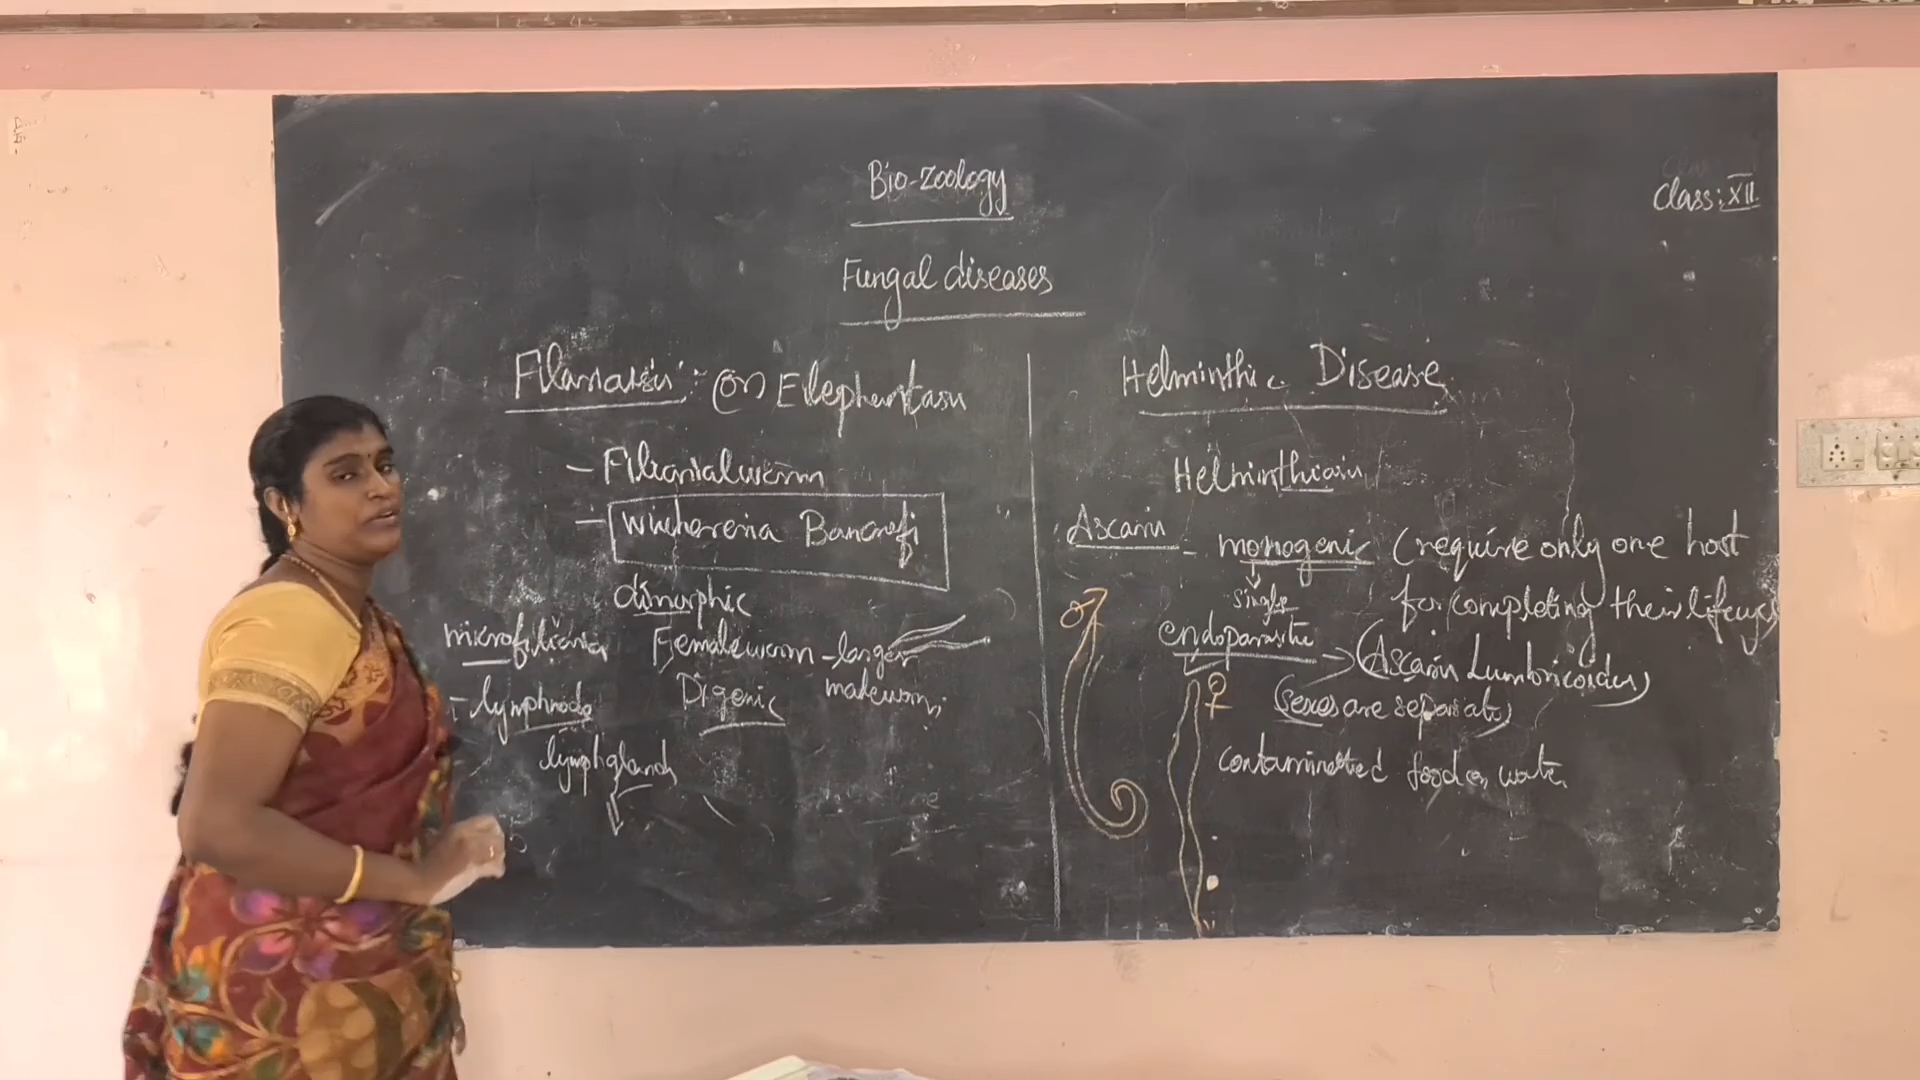 Bio-zoology
Class: XII
Fungal diseases
Filariasis: (or) Elephantasis
- Filarialworm
- Wuchereria Bancrofi
dimorphic
microfilaria Femaleworm - larger
maleworm,
- lymphnode Digenic
lymphglands
Helminthic Disease
Helminthiasis
Ascaris - monogenic (require only one host
for completing their lifecycle
single
endoparasite → (Ascaris Lumbricoides)
♂
♀
(sexes are separate)
contaminated food or water